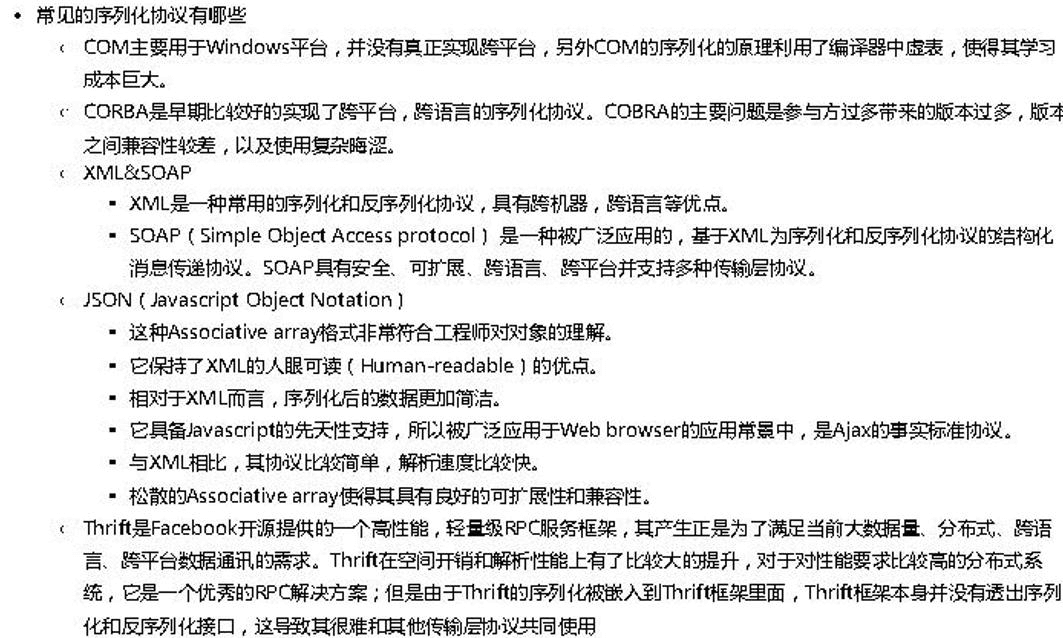 • 常见的序列化协议有哪些
COM主要用于Windows平台，并没有真正实现跨平台，另外COM的序列化的原理利用了编译器中虚表，使得其学习
成本巨大。
CORBA是早期比较好的实现了跨平台，跨语言的序列化协议。COBRA的主要问题是参与方过多带来的版本过多，版本
之间兼容性较差，以及使用复杂晦涩。
XML&SOAP
▪ XML是一种常用的序列化和反序列化协议，具有跨机器，跨语言等优点。
▪ SOAP（Simple Object Access protocol） 是一种被广泛应用的，基于XML为序列化和反序列化协议的结构化
消息传递协议。SOAP具有安全、可扩展、跨语言、跨平台并支持多种传输层协议。
JSON（Javascript Object Notation）
▪ 这种Associative array格式非常符合工程师对对象的理解。
▪ 它保持了XML的人眼可读（Human-readable）的优点。
▪ 相对于XML而言，序列化后的数据更加简洁。
▪ 它具备Javascript的先天性支持，所以被广泛应用于Web browser的应用常景中，是Ajax的事实标准协议。
▪ 与XML相比，其协议比较简单，解析速度比较快。
▪ 松散的Associative array使得其具有良好的可扩展性和兼容性。
Thrift是Facebook开源提供的一个高性能，轻量级RPC服务框架，其产生正是为了满足当前大数据量、分布式、跨语
言、跨平台数据通讯的需求。Thrift在空间开销和解析性能上有了比较大的提升，对于对性能要求比较高的分布式系
统，它是一个优秀的RPC解决方案；但是由于Thrift的序列化被嵌入到Thrift框架里面，Thrift框架本身并没有透出序列
化和反序列化接口，这导致其很难和其他传输层协议共同使用